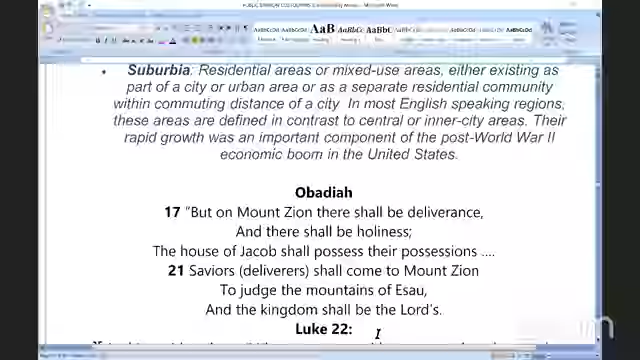 Suburbia: Residential areas or mixed-use areas, either existing as
part of a city or urban area or as a separate residential community
within commuting distance of a city In most English speaking regions,
these areas are defined in contrast to central or inner-city areas. Their
rapid growth was an important component of the post-World War II
economic boom in the United States.
Obadiah
17 "But on Mount Zion there shall be deliverance,
And there shall be holiness;
The house of Jacob shall possess their possessions ....
21 Saviors (deliverers) shall come to Mount Zion
To judge the mountains of Esau,
And the kingdom shall be the Lord's.
Luke 22: